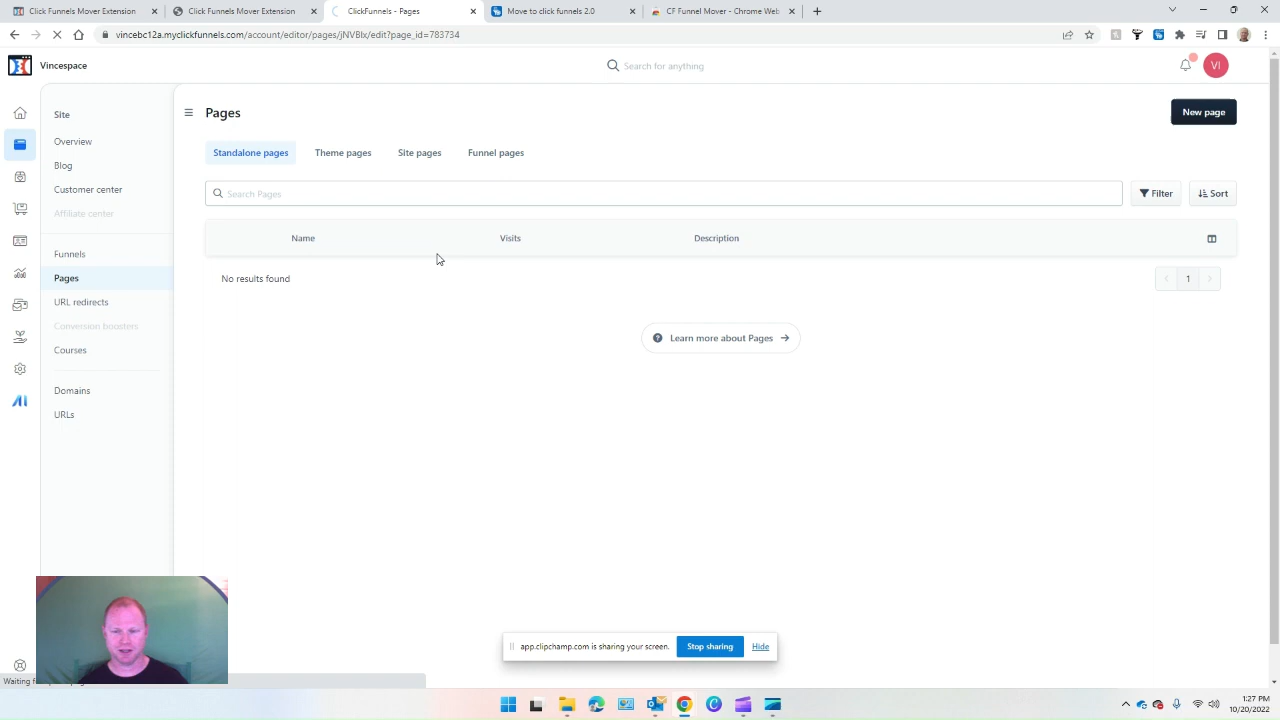 Click Funnels Extension
Click Funnels Mover Extension
ClickFunnels - Pages
Move to click funnels 2.0
CF Funnel Mover - Chrome Web
vincebc12a.myclickfunnels.com/account/editor/pages/jNVBlx/edit?page_id=783734
Vincespace
Search for anything
VI
Site
Overview
Blog
Customer center
Affiliate center
Funnels
Pages
URL redirects
Conversion boosters
Courses
Domains
URLs
Pages
New page
Standalone pages
Theme pages
Site pages
Funnel pages
Search Pages
Filter
Sort
Name
Visits
Description
No results found
1
Learn more about Pages
app.clipchamp.com is sharing your screen.
Stop sharing
Hide
1:27 PM
10/20/2022